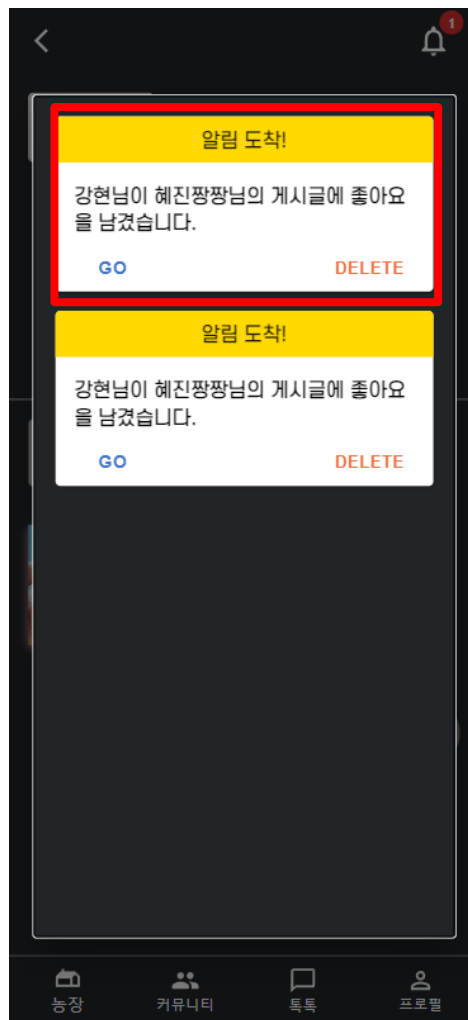 1
알림 도착!
강현님이 혜진짱짱님의 게시글에 좋아요
을 남겼습니다.
GO DELETE
알림 도착!
강현님이 혜진짱짱님의 게시글에 좋아요
을 남겼습니다.
GO DELETE
농장 커뮤니티 톡톡 프로필